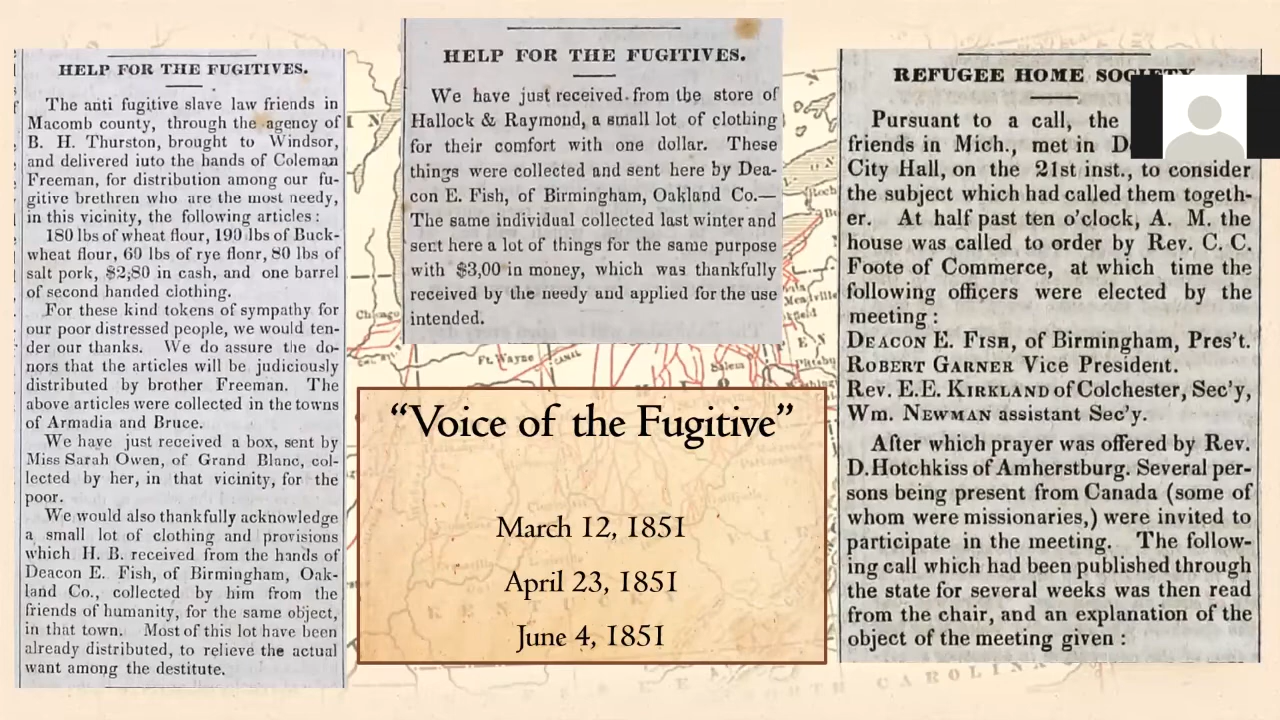 HELP FOR THE FUGITIVES.
The anti fugitive slave law friends in
Macomb county, through the agency of
B. H. Thurston, brought to Windsor,
and delivered iuto the hands of Coleman
Freeman, for distribution among our fu-
gitive brethren who are the most needy,
in this vicinity, the following articles :
180 lbs of wheat flour, 190 lbs of Buck-
wheat flour, 60 lbs of rye flonr, 80 lbs of
salt pork, $2,80 in cash, and one barrel
of second handed clothing.
For these kind tokens of sympathy for
our poor distressed people, we would ten-
der our thanks. We do assure the do-
nors that the articles will be judiciously
distributed by brother Freeman. The
above articles were collected in the towns
of Armadia and Bruce.
We have just received a box, sent by
Miss Sarah Owen, of Grand Blanc, col-
lected by her, in that vicinity, for the
poor.
We would also thankfully acknowledge
a small lot of clothing and provisions
which H. B. received from the hands of
Deacon E. Fish, of Birmingham, Oak-
land Co., collected by him from the
friends of humanity, for the same object,
in that town. Most of this lot have been
already distributed, to relieve the actual
want among the destitute.
HELP FOR THE FUGITIVES.
We have just received from the store of
Hallock & Raymond, a small lot of clothing
for their comfort with one dollar. These
things were collected and sent here by Dea-
con E. Fish, of Birmingham, Oakland Co.—
The same individual collected last winter and
sent here a lot of things for the same purpose
with $3,00 in money, which was thankfully
received by the needy and applied for the use
intended.
"Voice of the Fugitive"
March 12, 1851
April 23, 1851
June 4, 1851
REFUGEE HOME SOCIETY
Pursuant to a call, the
friends in Mich., met in
City Hall, on the 21st inst., to consider
the subject which had called them togeth-
er. At half past ten o'clock, A. M. the
house was called to order by Rev. C. C.
Foote of Commerce, at which time the
following officers were elected by the
meeting :
DEACON E. FISH, of Birmingham, Pres't.
ROBERT GARNER Vice President.
Rev. E.E. KIRKLAND of Colchester, Sec'y,
Wm. NEWMAN assistant Sec'y.
After which prayer was offered by Rev.
D. Hotchkiss of Amherstburg. Several per-
sons being present from Canada (some of
whom were missionaries,) were invited to
participate in the meeting. The follow-
ing call which had been published through
the state for several weeks was then read
from the chair, and an explanation of the
object of the meeting given :
Chicago
Ft. Wayne
CANAL
Salem
Meadville
CAROLINA
KENTUCKY